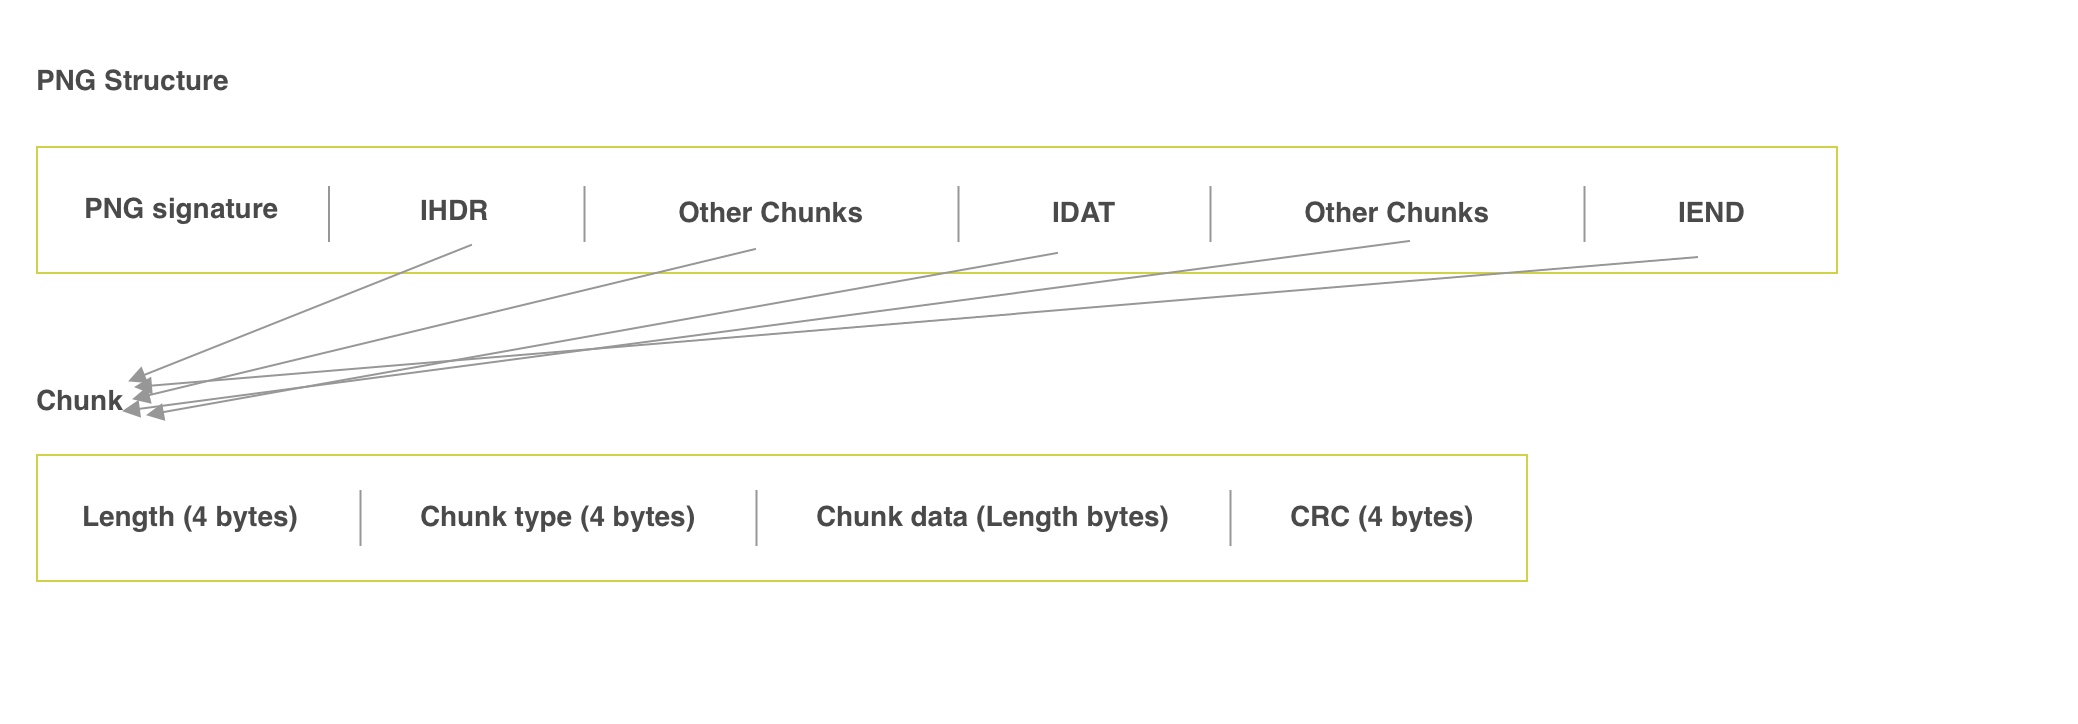 PNG Structure
PNG signature IHDR Other Chunks IDAT Other Chunks IEND
Chunk
Length (4 bytes) Chunk type (4 bytes) Chunk data (Length bytes) CRC (4 bytes)